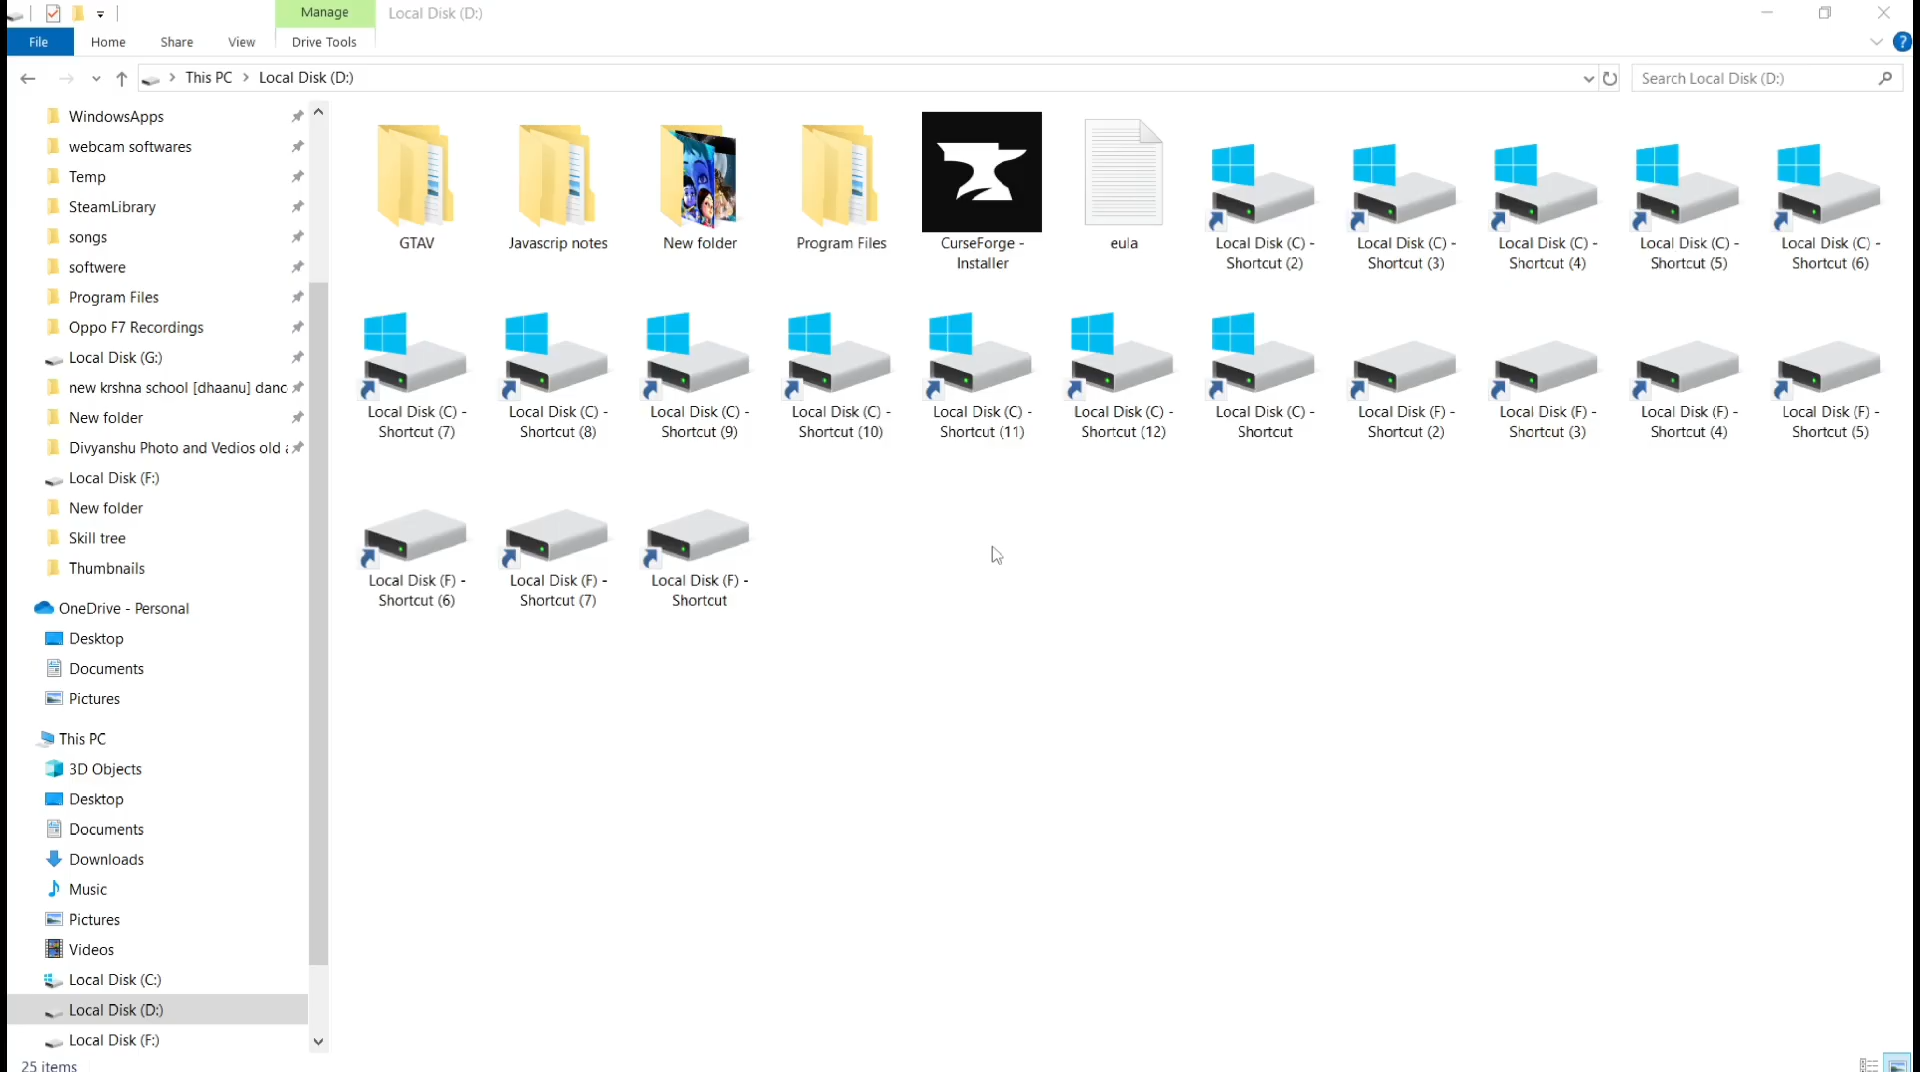 Manage
Local Disk (D:)
File
Home
Share
View
Drive Tools
?
This PC
Local Disk (D:)
Search Local Disk (D:)
WindowsApps
webcam softwares
Temp
SteamLibrary
songs
softwere
Program Files
Oppo F7 Recordings
Local Disk (G:)
new krshna school [dhaanu] danc
New folder
Divyanshu Photo and Vedios old a
Local Disk (F:)
New folder
Skill tree
Thumbnails
OneDrive - Personal
Desktop
Documents
Pictures
This PC
3D Objects
Desktop
Documents
Downloads
Music
Pictures
Videos
Local Disk (C:)
Local Disk (D:)
Local Disk (F:)
25 items
GTAV
Javascrip notes
New folder
Program Files
CurseForge -
Installer
eula
Local Disk (C) -
Shortcut (2)
Local Disk (C) -
Shortcut (3)
Local Disk (C) -
Shortcut (4)
Local Disk (C) -
Shortcut (5)
Local Disk (C) -
Shortcut (6)
Local Disk (C) -
Shortcut (7)
Local Disk (C) -
Shortcut (8)
Local Disk (C) -
Shortcut (9)
Local Disk (C) -
Shortcut (10)
Local Disk (C) -
Shortcut (11)
Local Disk (C) -
Shortcut (12)
Local Disk (C) -
Shortcut
Local Disk (F) -
Shortcut (2)
Local Disk (F) -
Shortcut (3)
Local Disk (F) -
Shortcut (4)
Local Disk (F) -
Shortcut (5)
Local Disk (F) -
Shortcut (6)
Local Disk (F) -
Shortcut (7)
Local Disk (F) -
Shortcut